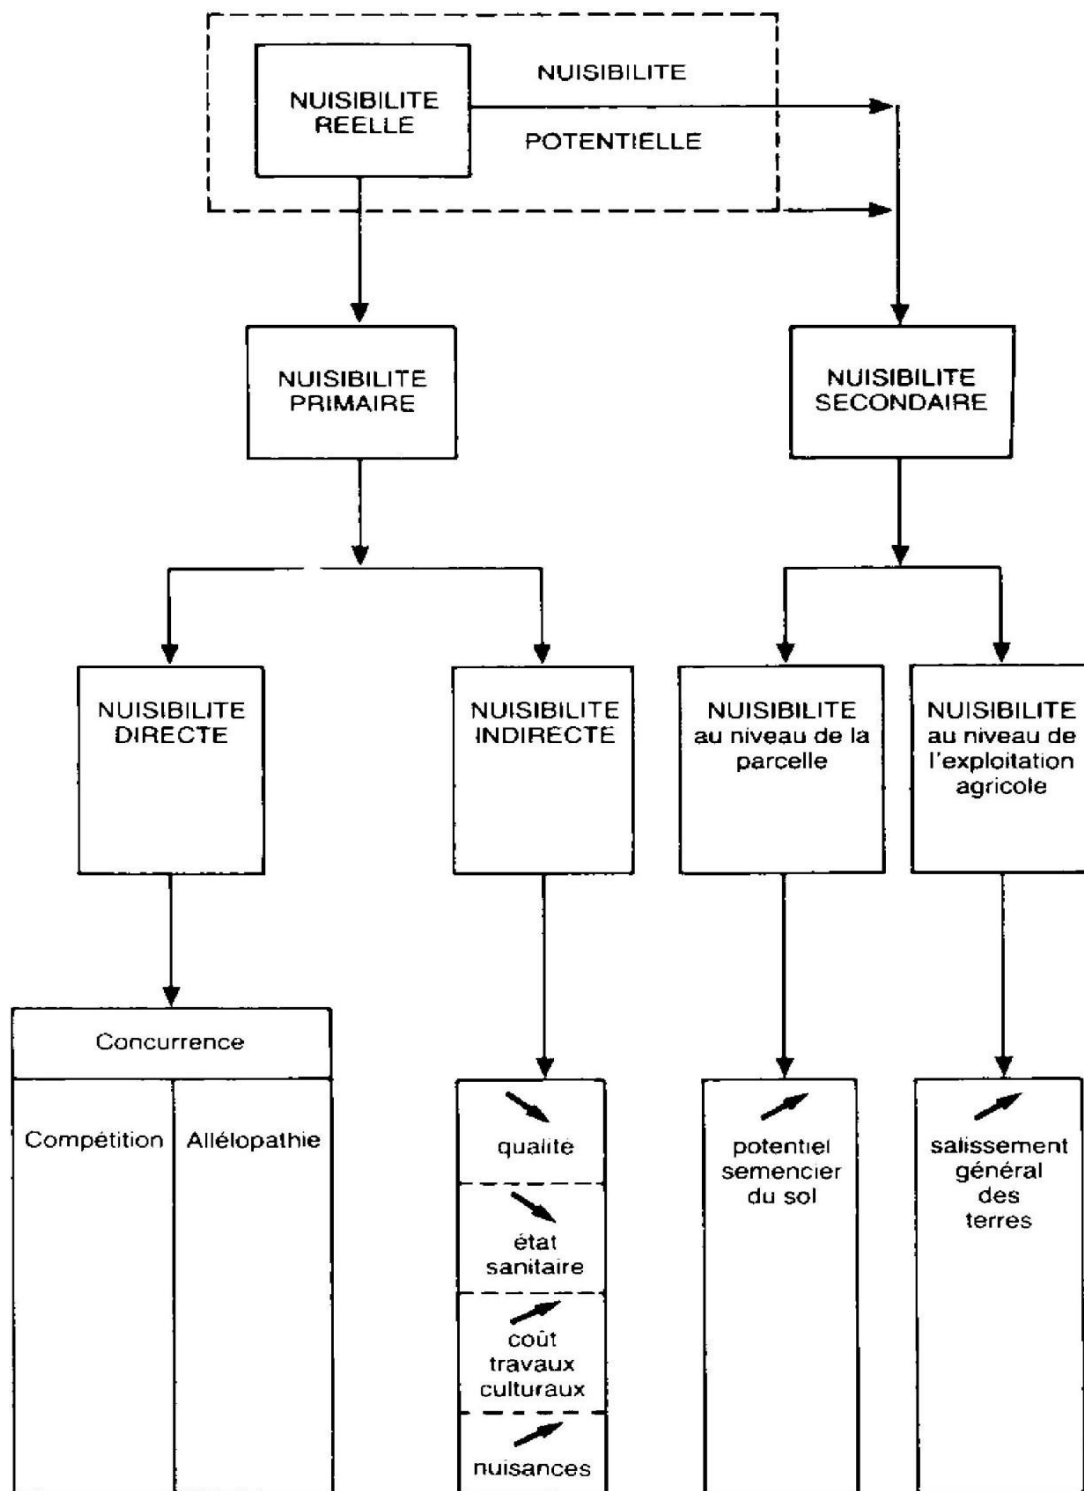 NUISIBILITE
REELLE
NUISIBILITE
POTENTIELLE
NUISIBILITE
PRIMAIRE
NUISIBILITE
SECONDAIRE
NUISIBILITE
DIRECTE
NUISIBILITE
INDIRECTE
NUISIBILITE
au niveau de la
parcelle
NUISIBILITE
au niveau de
l'exploitation
agricole
Concurrence
Compétition
Allélopathie
qualité
état
sanitaire
coût
travaux
culturaux
nuisances
potentiel
semencier
du sol
salissement
général
des
terres